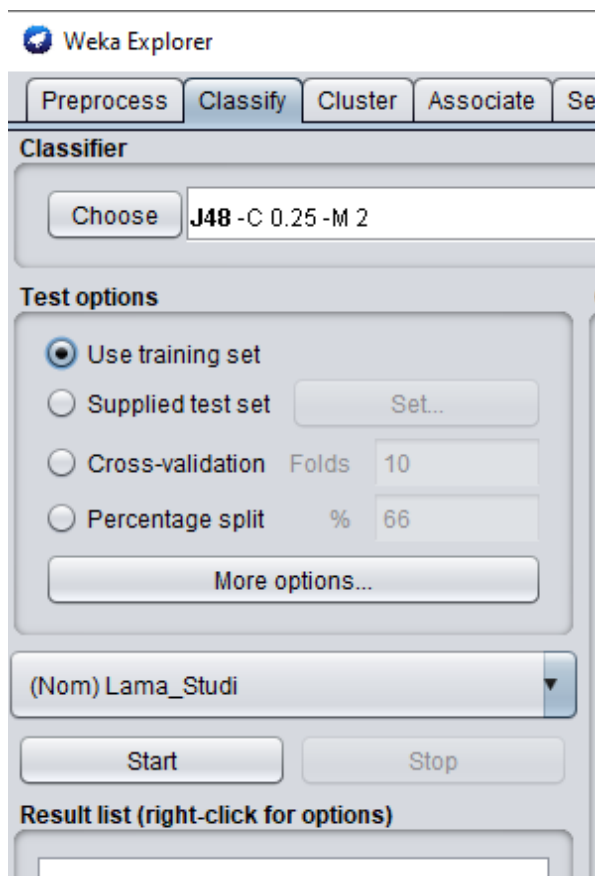 Weka Explorer
Preprocess Classify Cluster Associate Se
Classifier
Choose J48 -C 0.25 -M 2
Test options
Use training set
Supplied test set Set...
Cross-validation Folds 10
Percentage split % 66
More options...
(Nom) Lama_Studi
Start Stop
Result list (right-click for options)